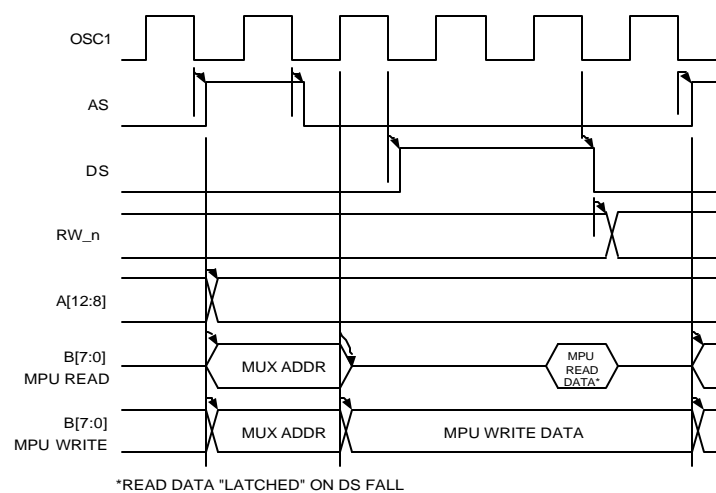 OSC1
AS
DS
RW_n
A[12:8]
B[7:0]
MPU READ
MUX ADDR
MPU
READ
DATA*
B[7:0]
MPU WRITE
MUX ADDR
MPU WRITE DATA
*READ DATA "LATCHED" ON DS FALL